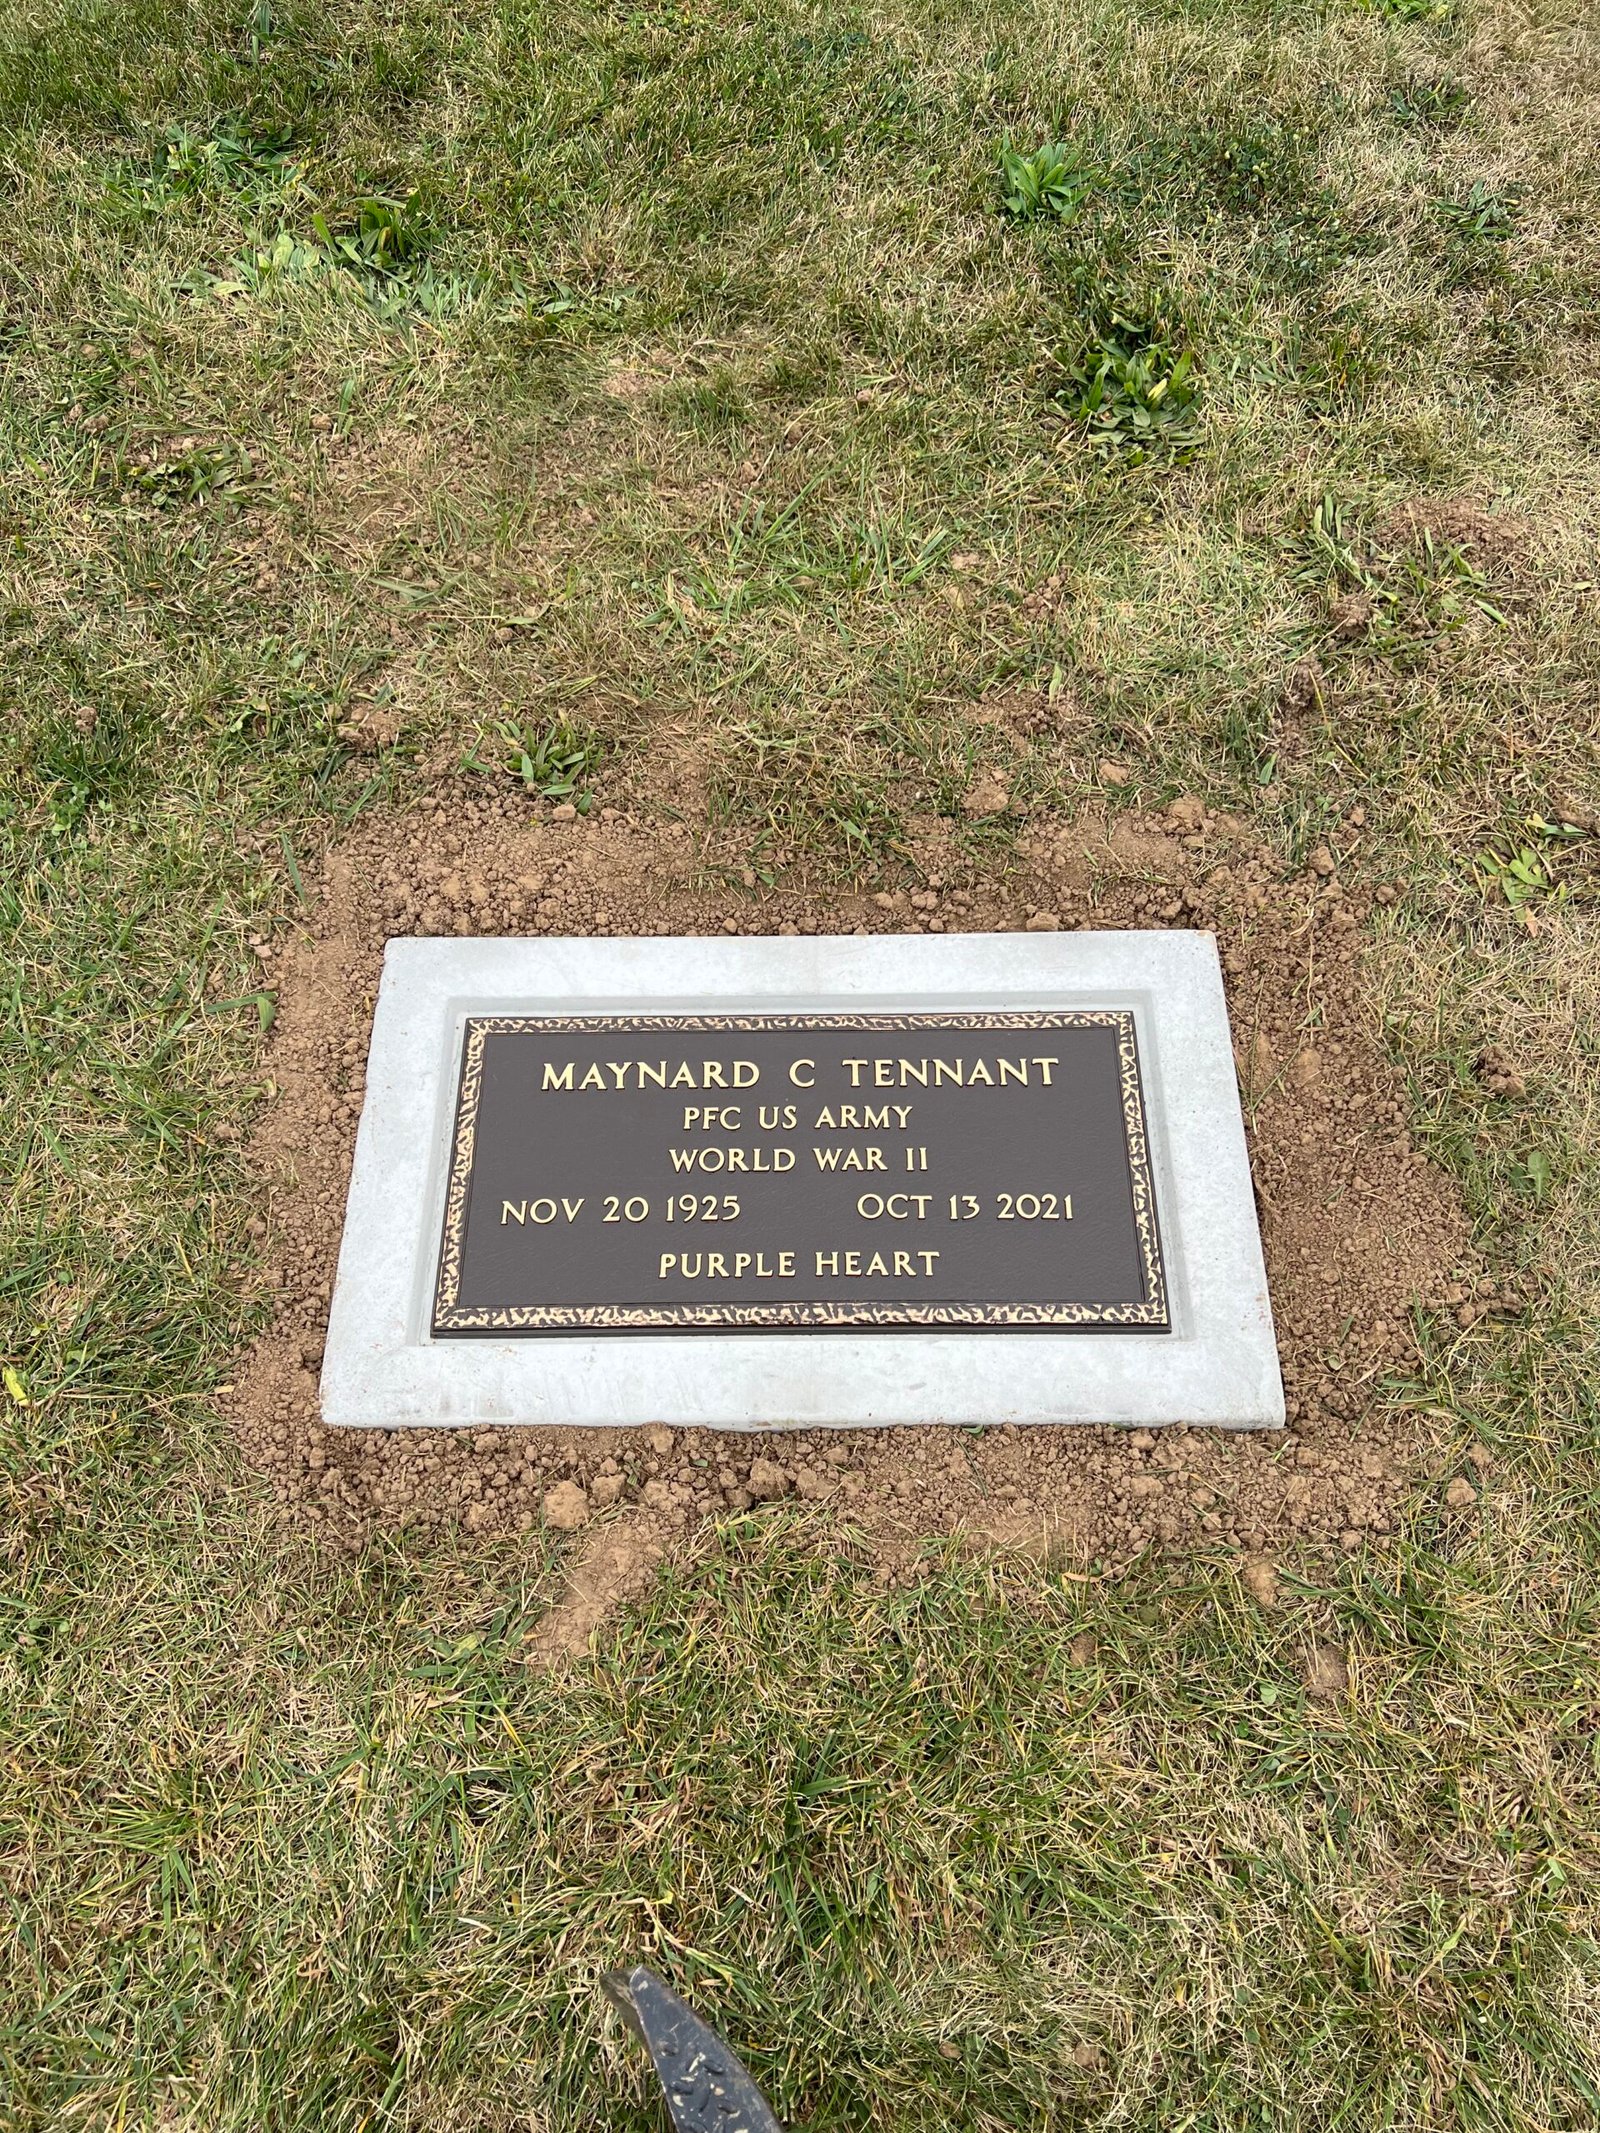 MAYNARD C TENNANT
PFC US ARMY
WORLD WAR II
NOV 20 1925 OCT 13 2021
PURPLE HEART